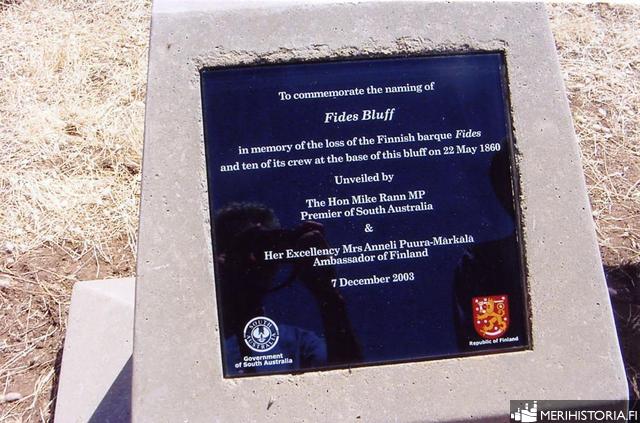 To commemorate the naming of
Fides Bluff
in memory of the loss of the Finnish barque Fides
and ten of its crew at the base of this bluff on 22 May 1860
Unveiled by
The Hon Mike Rann MP
Premier of South Australia
&
Her Excellency Mrs Anneli Puura-Märkälä
Ambassador of Finland
7 December 2003
SOUTH AUSTRALIA
Government
of South Australia
Republic of Finland
MERIHISTORIA.FI